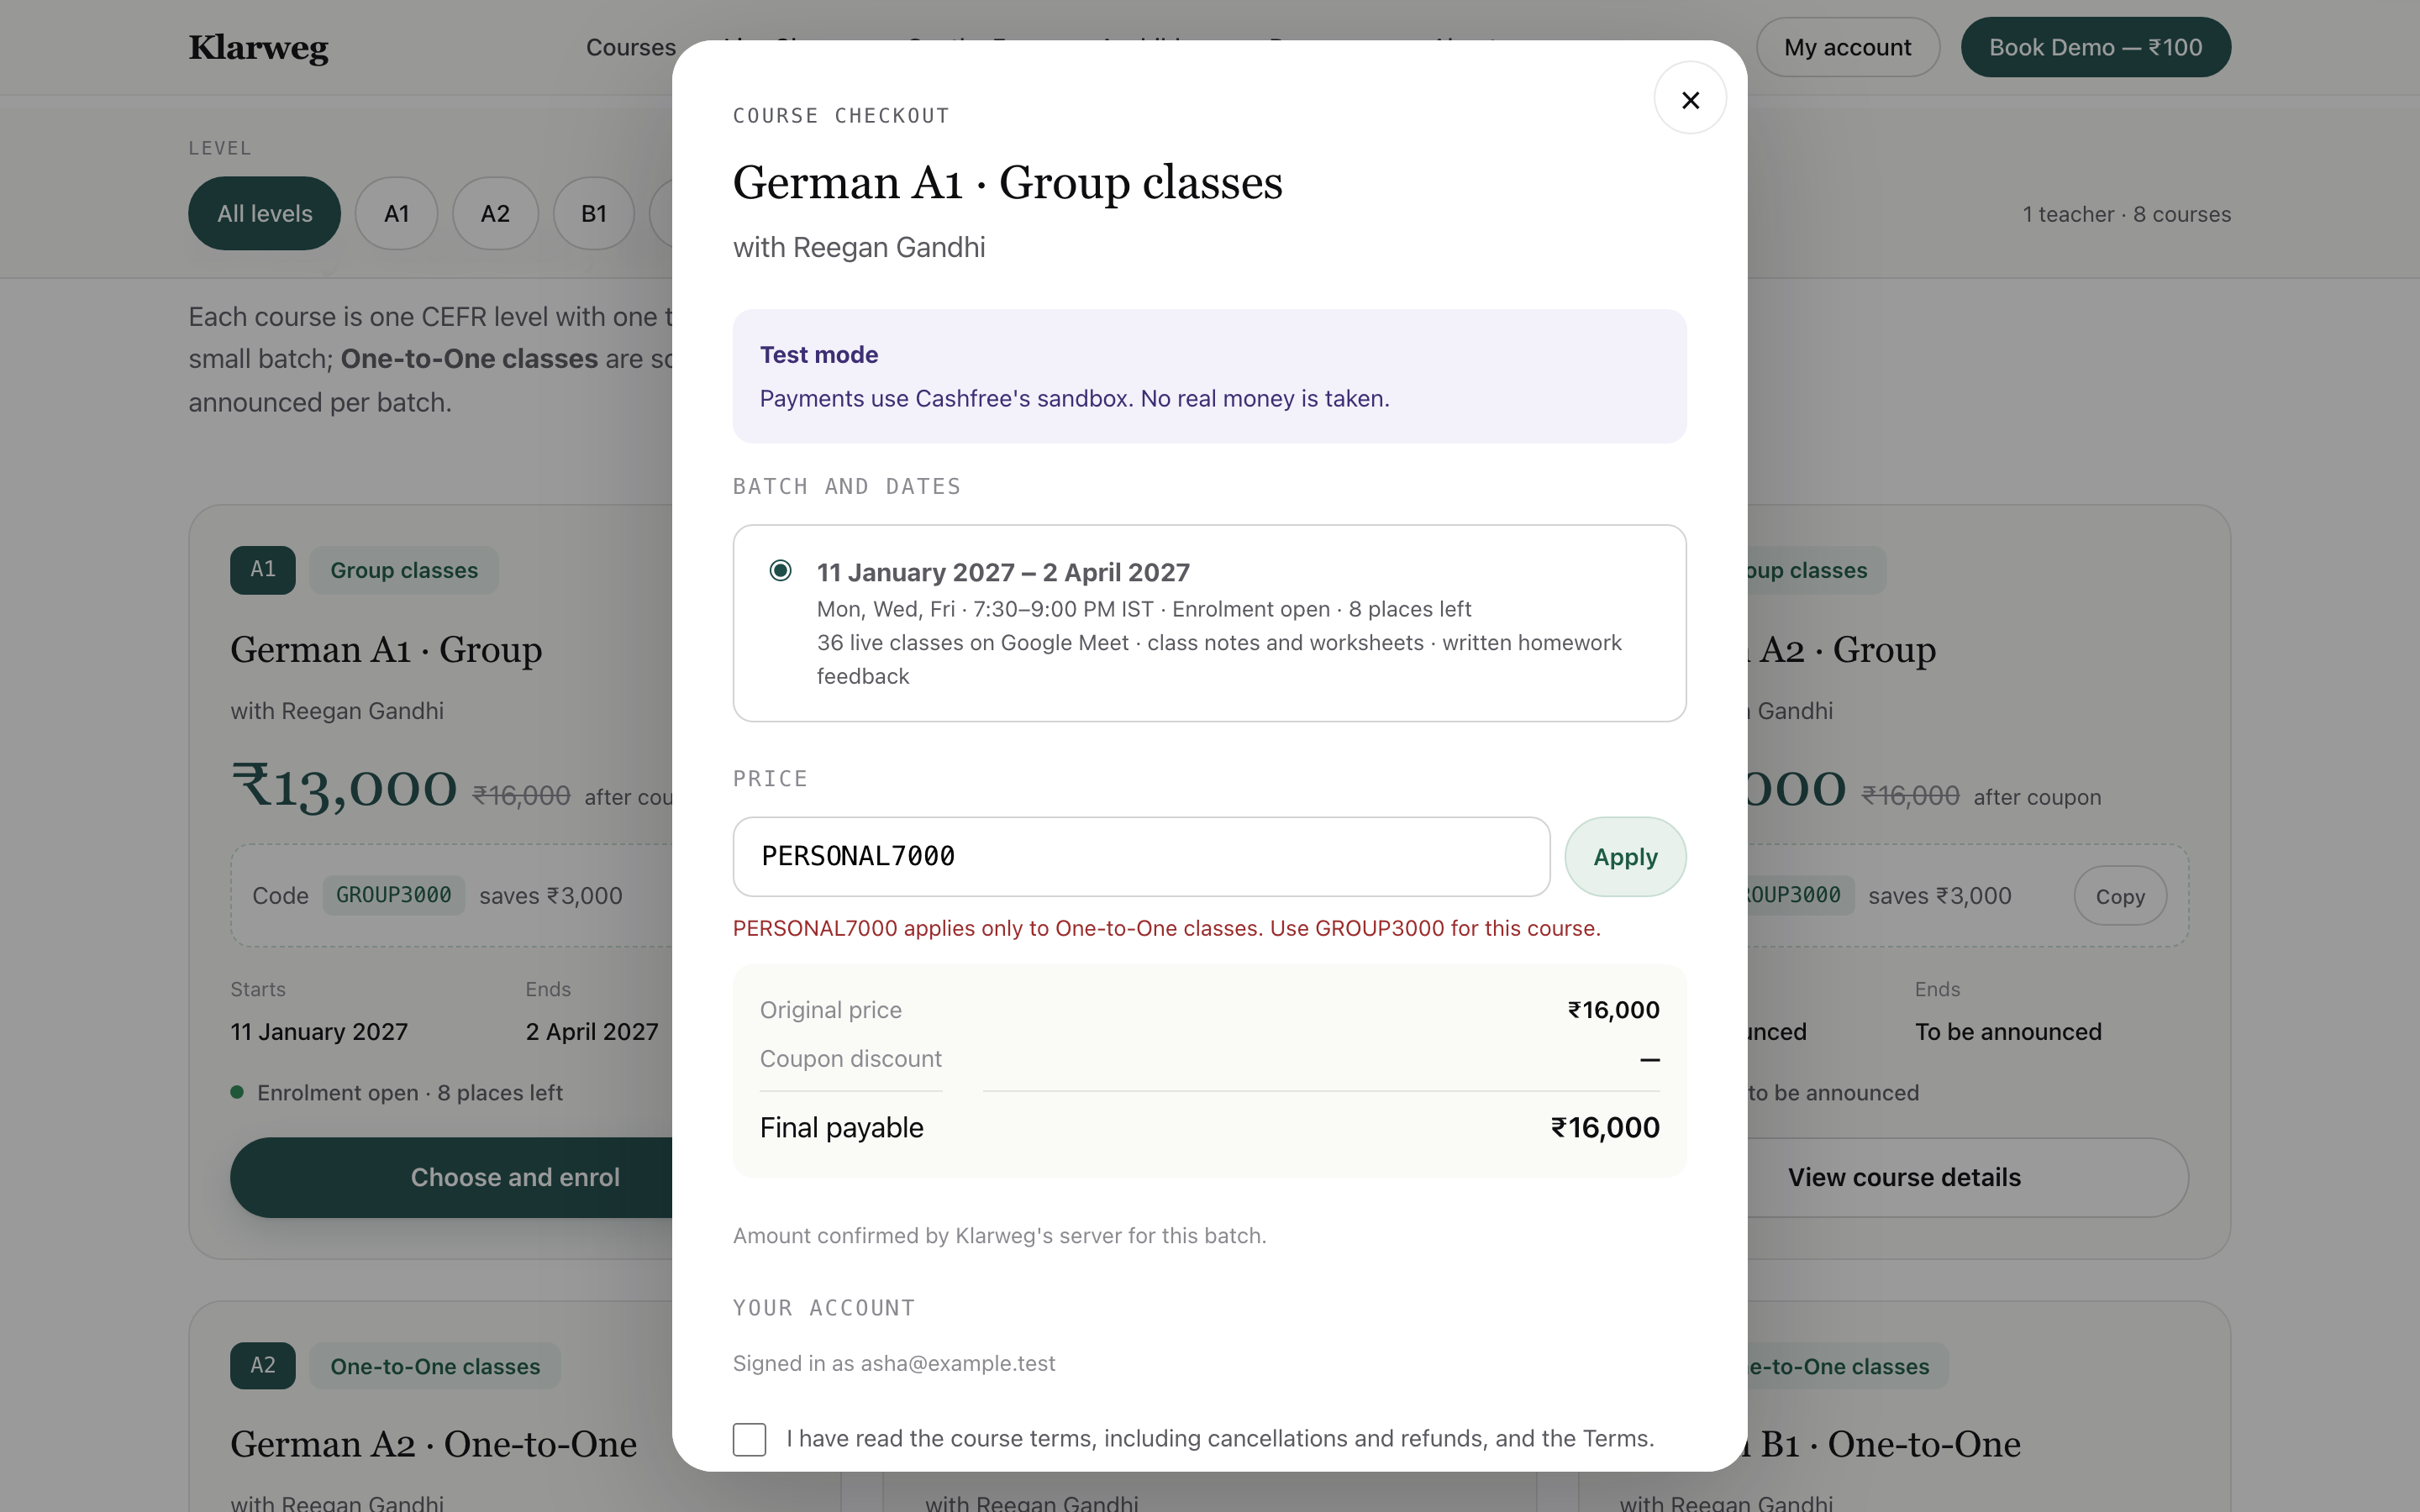 Klarweg
Courses
My account
Book Demo — ₹100
LEVEL
All levels
A1
A2
B1
1 teacher · 8 courses
Each course is one CEFR level with one
small batch; One-to-One classes are
announced per batch.
COURSE CHECKOUT
×
German A1 · Group classes
with Reegan Gandhi
Test mode
Payments use Cashfree's sandbox. No real money is taken.
BATCH AND DATES
11 January 2027 – 2 April 2027
Mon, Wed, Fri · 7:30–9:00 PM IST · Enrolment open · 8 places left
36 live classes on Google Meet · class notes and worksheets · written homework
feedback
PRICE
PERSONAL7000
Apply
PERSONAL7000 applies only to One-to-One classes. Use GROUP3000 for this course.
Original price ₹16,000
Coupon discount —
Final payable ₹16,000
Amount confirmed by Klarweg's server for this batch.
YOUR ACCOUNT
Signed in as asha@example.test
I have read the course terms, including cancellations and refunds, and the Terms.
A1
Group classes
German A1 · Group
with Reegan Gandhi
₹13,000 ₹16,000 after
Code GROUP3000 saves ₹3,000
Starts
Ends
11 January 2027
2 April 2027
Enrolment open · 8 places left
Choose and enrol
classes
A2 · Group
Gandhi
₹16,000 after coupon
saves ₹3,000
Copy
Ends
To be announced
to be announced
View course details
A2
One-to-One classes
German A2 · One-to-One
with Reegan Gandhi
with Reegan Gandhi
classes
B1 · One-to-One
with Reegan Gandhi